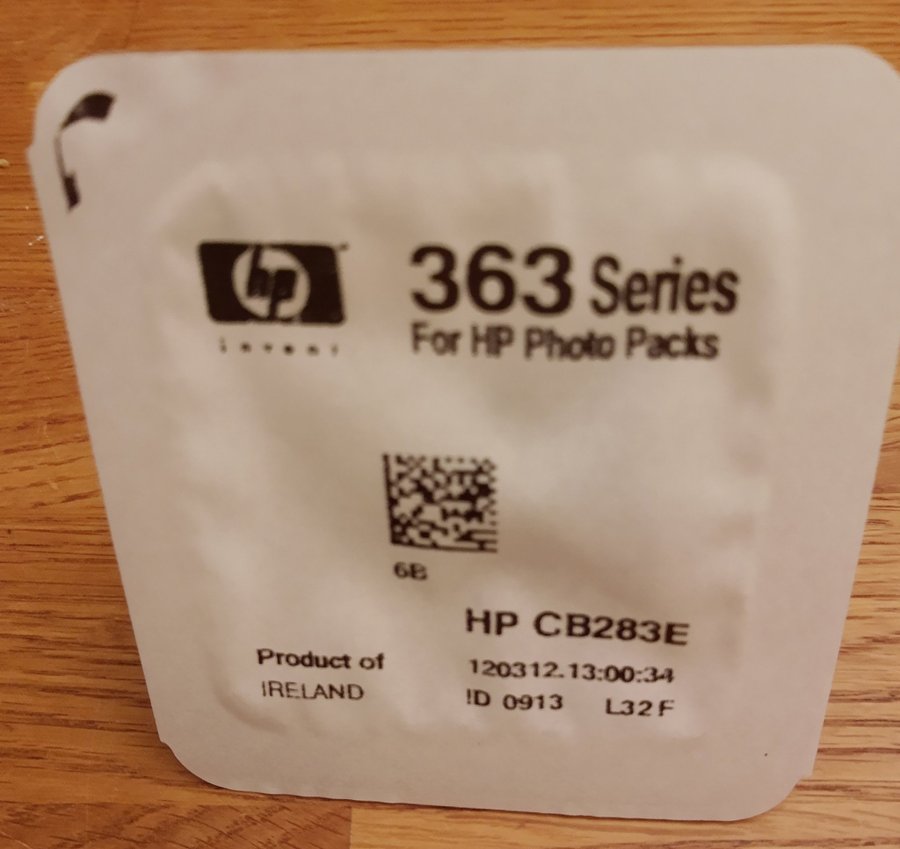 hp
invent
363 Series
For HP Photo Packs
6B
HP CB283E
Product of
IRELAND
120312.13:00:34
ID 0913 L32F